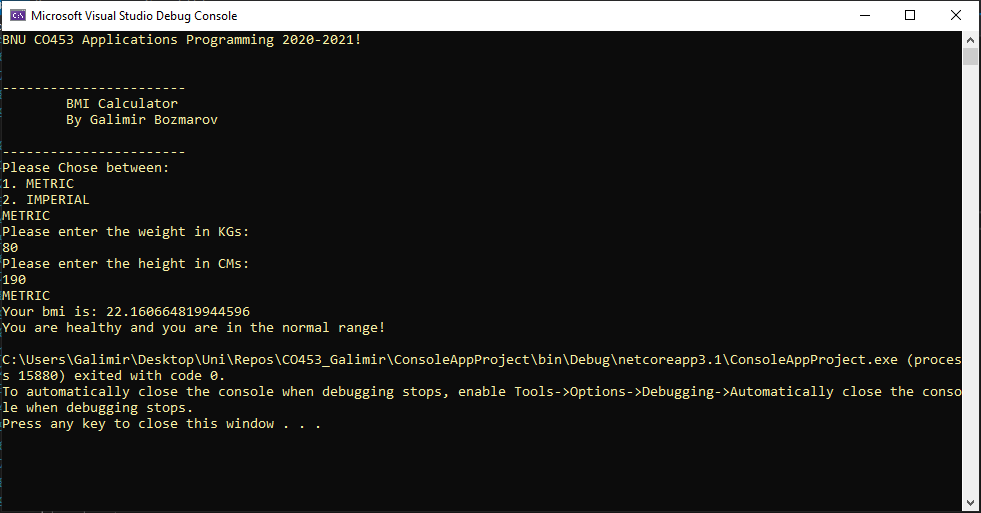 Microsoft Visual Studio Debug Console
BNU CO453 Applications Programming 2020-2021!
-----------------------
BMI Calculator
By Galimir Bozmarov
-----------------------
Please Chose between:
1. METRIC
2. IMPERIAL
METRIC
Please enter the weight in KGs:
80
Please enter the height in CMs:
190
METRIC
Your bmi is: 22.160664819944596
You are healthy and you are in the normal range!
C:\Users\Galimir\Desktop\Uni\Repos\CO453_Galimir\ConsoleAppProject\bin\Debug\netcoreapp3.1\ConsoleAppProject.exe (proces
s 15880) exited with code 0.
To automatically close the console when debugging stops, enable Tools->Options->Debugging->Automatically close the conso
le when debugging stops.
Press any key to close this window . . .